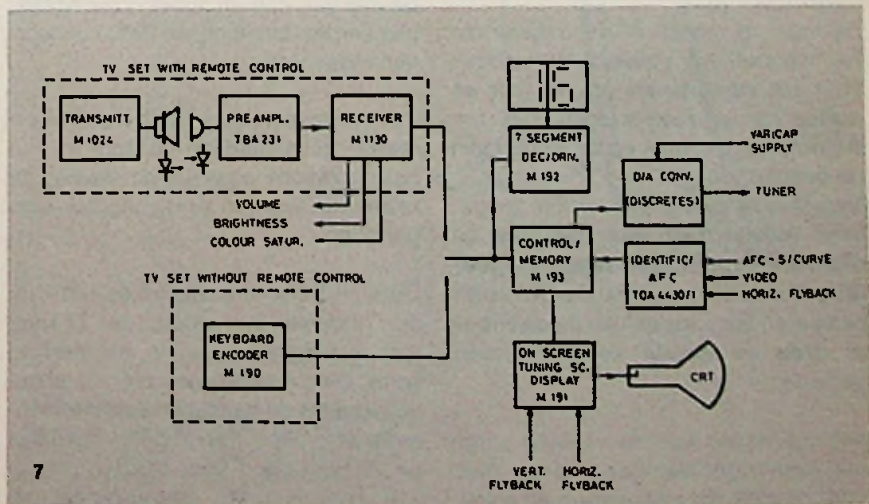 TV SET WITH REMOTE CONTROL
TRANSMITT
M 1024
PREAMPL.
TBA 231
RECEIVER
M 1130
VOLUME
BRIGHTNESS
COLOUR SATUR.
TV SET WITHOUT REMOTE CONTROL
KEYBOARD
ENCODER
M 190
16
7 SEGMENT
DEC/DRIV.
M 192
CONTROL/
MEMORY
M 193
ON SCREEN
TUNING SC.
DISPLAY
M 191
VERT.
FLYBACK
HORIZ.
FLYBACK
CRT
VARICAP
SUPPLY
D/A CONV.
(DISCRETES)
TUNER
IDENTIFIC/
AFC
TDA 4430/1
AFC - S/CURVE
VIDEO
HORIZ. FLYBACK
7